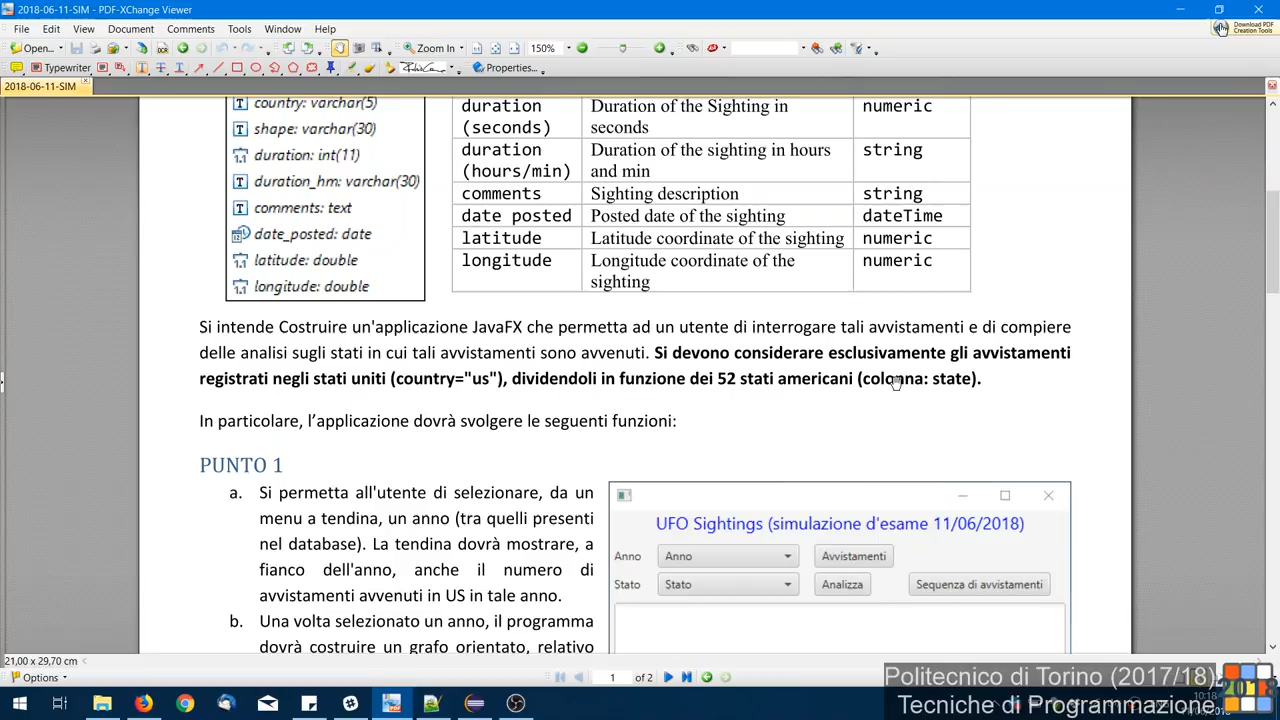 2018-06-11-SIM - PDF-XChange Viewer
File Edit View Document Comments Tools Window Help
Download PDF
Creation Tools
Open... Zoom In 150%
Typewriter Properties...
2018-06-11-SIM
country: varchar(5)
shape: varchar(30)
duration: int(11)
duration_hm: varchar(30)
comments: text
date_posted: date
latitude: double
longitude: double
duration Duration of the Sighting in numeric
(seconds) seconds
duration Duration of the sighting in hours string
(hours/min) and min
comments Sighting description string
date posted Posted date of the sighting dateTime
latitude Latitude coordinate of the sighting numeric
longitude Longitude coordinate of the numeric
sighting
Si intende Costruire un'applicazione JavaFX che permetta ad un utente di interrogare tali avvistamenti e di compiere
delle analisi sugli stati in cui tali avvistamenti sono avvenuti. Si devono considerare esclusivamente gli avvistamenti
registrati negli stati uniti (country="us"), dividendoli in funzione dei 52 stati americani (colonna: state).
In particolare, l'applicazione dovrà svolgere le seguenti funzioni:
PUNTO 1
a. Si permetta all'utente di selezionare, da un
menu a tendina, un anno (tra quelli presenti
nel database). La tendina dovrà mostrare, a
fianco dell'anno, anche il numero di
avvistamenti avvenuti in US in tale anno.
b. Una volta selezionato un anno, il programma
dovrà costruire un grafo orientato, relativo
UFO Sightings (simulazione d'esame 11/06/2018)
Anno Anno Avvistamenti
Stato Stato Analizza Sequenza di avvistamenti
21,00 x 29,70 cm
Options 1 of 2
Politecnico di Torino (2017/18)
Tecniche di Programmazione
10:18
2018